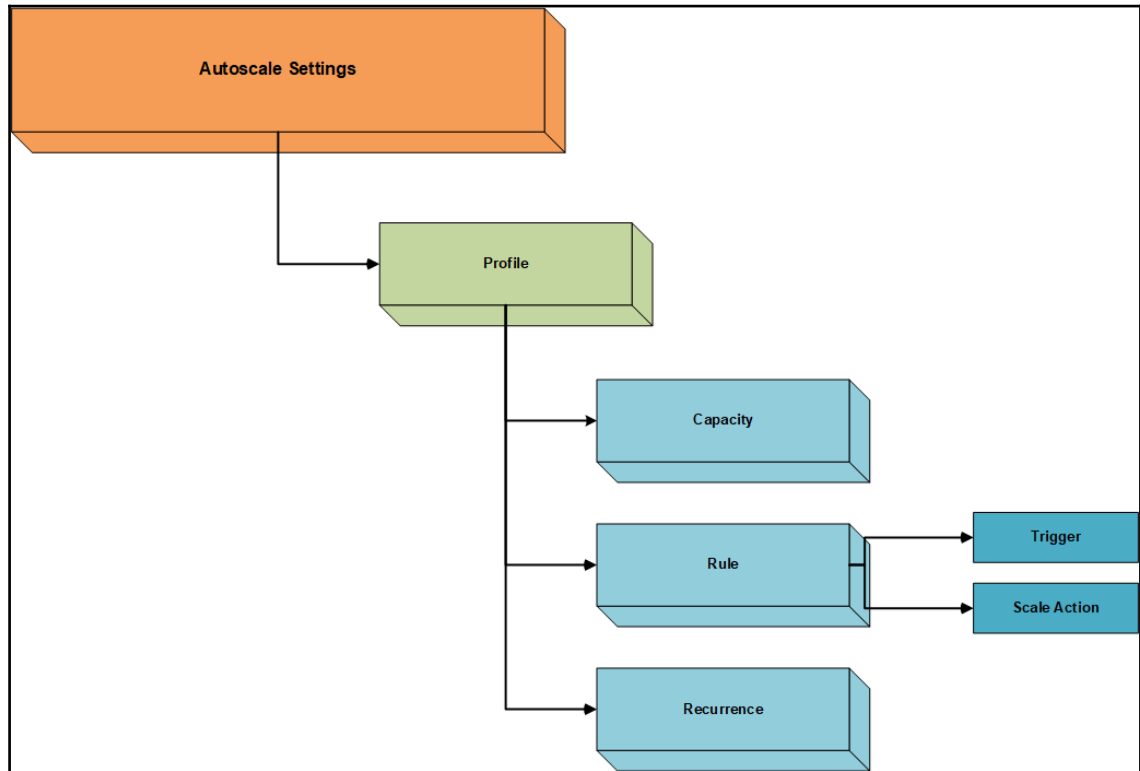 Autoscale Settings
Profile
Capacity
Rule
Trigger
Scale Action
Recurrence